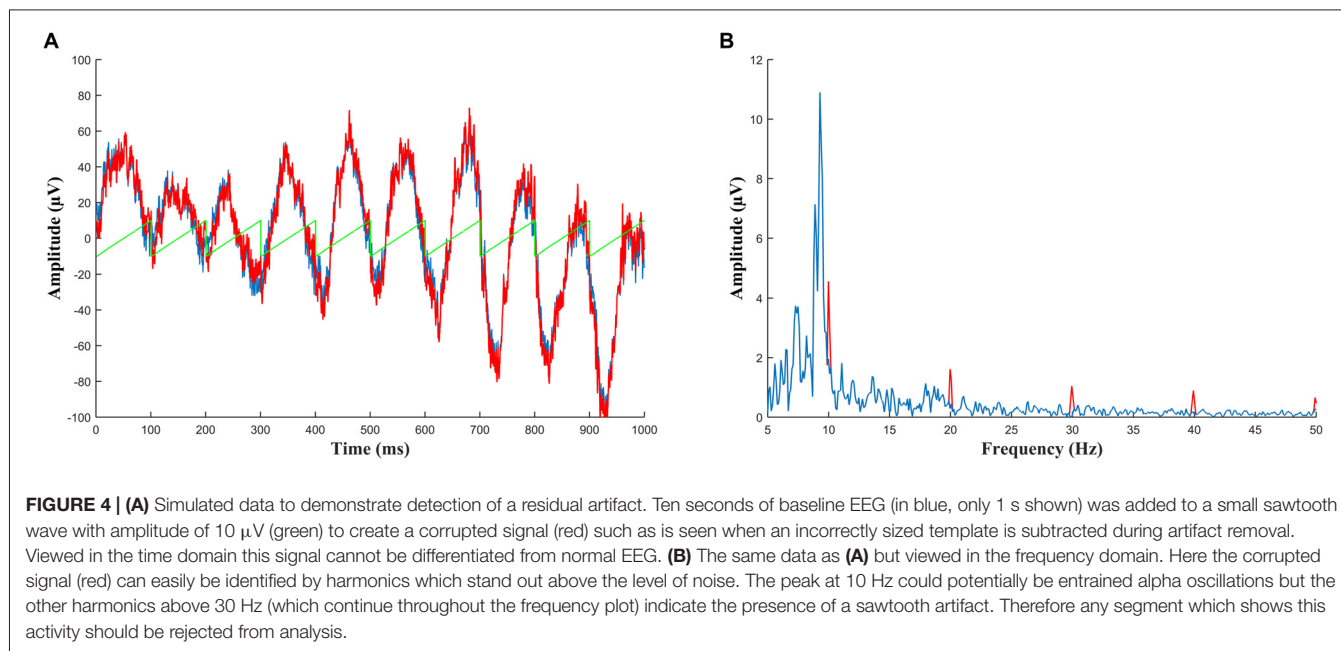 A
B
100
80
60
40
20
0
-20
-40
-60
-80
-100
Amplitude (µV)
0 100 200 300 400 500 600 700 800 900 1000
Time (ms)
12
10
8
6
4
2
0
Amplitude (µV)
5 10 15 20 25 30 35 40 45 50
Frequency (Hz)
FIGURE 4 | (A) Simulated data to demonstrate detection of a residual artifact. Ten seconds of baseline EEG (in blue, only 1 s shown) was added to a small sawtooth
wave with amplitude of 10 µV (green) to create a corrupted signal (red) such as is seen when an incorrectly sized template is subtracted during artifact removal.
Viewed in the time domain this signal cannot be differentiated from normal EEG. (B) The same data as (A) but viewed in the frequency domain. Here the corrupted
signal (red) can easily be identified by harmonics which stand out above the level of noise. The peak at 10 Hz could potentially be entrained alpha oscillations but the
other harmonics above 30 Hz (which continue throughout the frequency plot) indicate the presence of a sawtooth artifact. Therefore any segment which shows this
activity should be rejected from analysis.